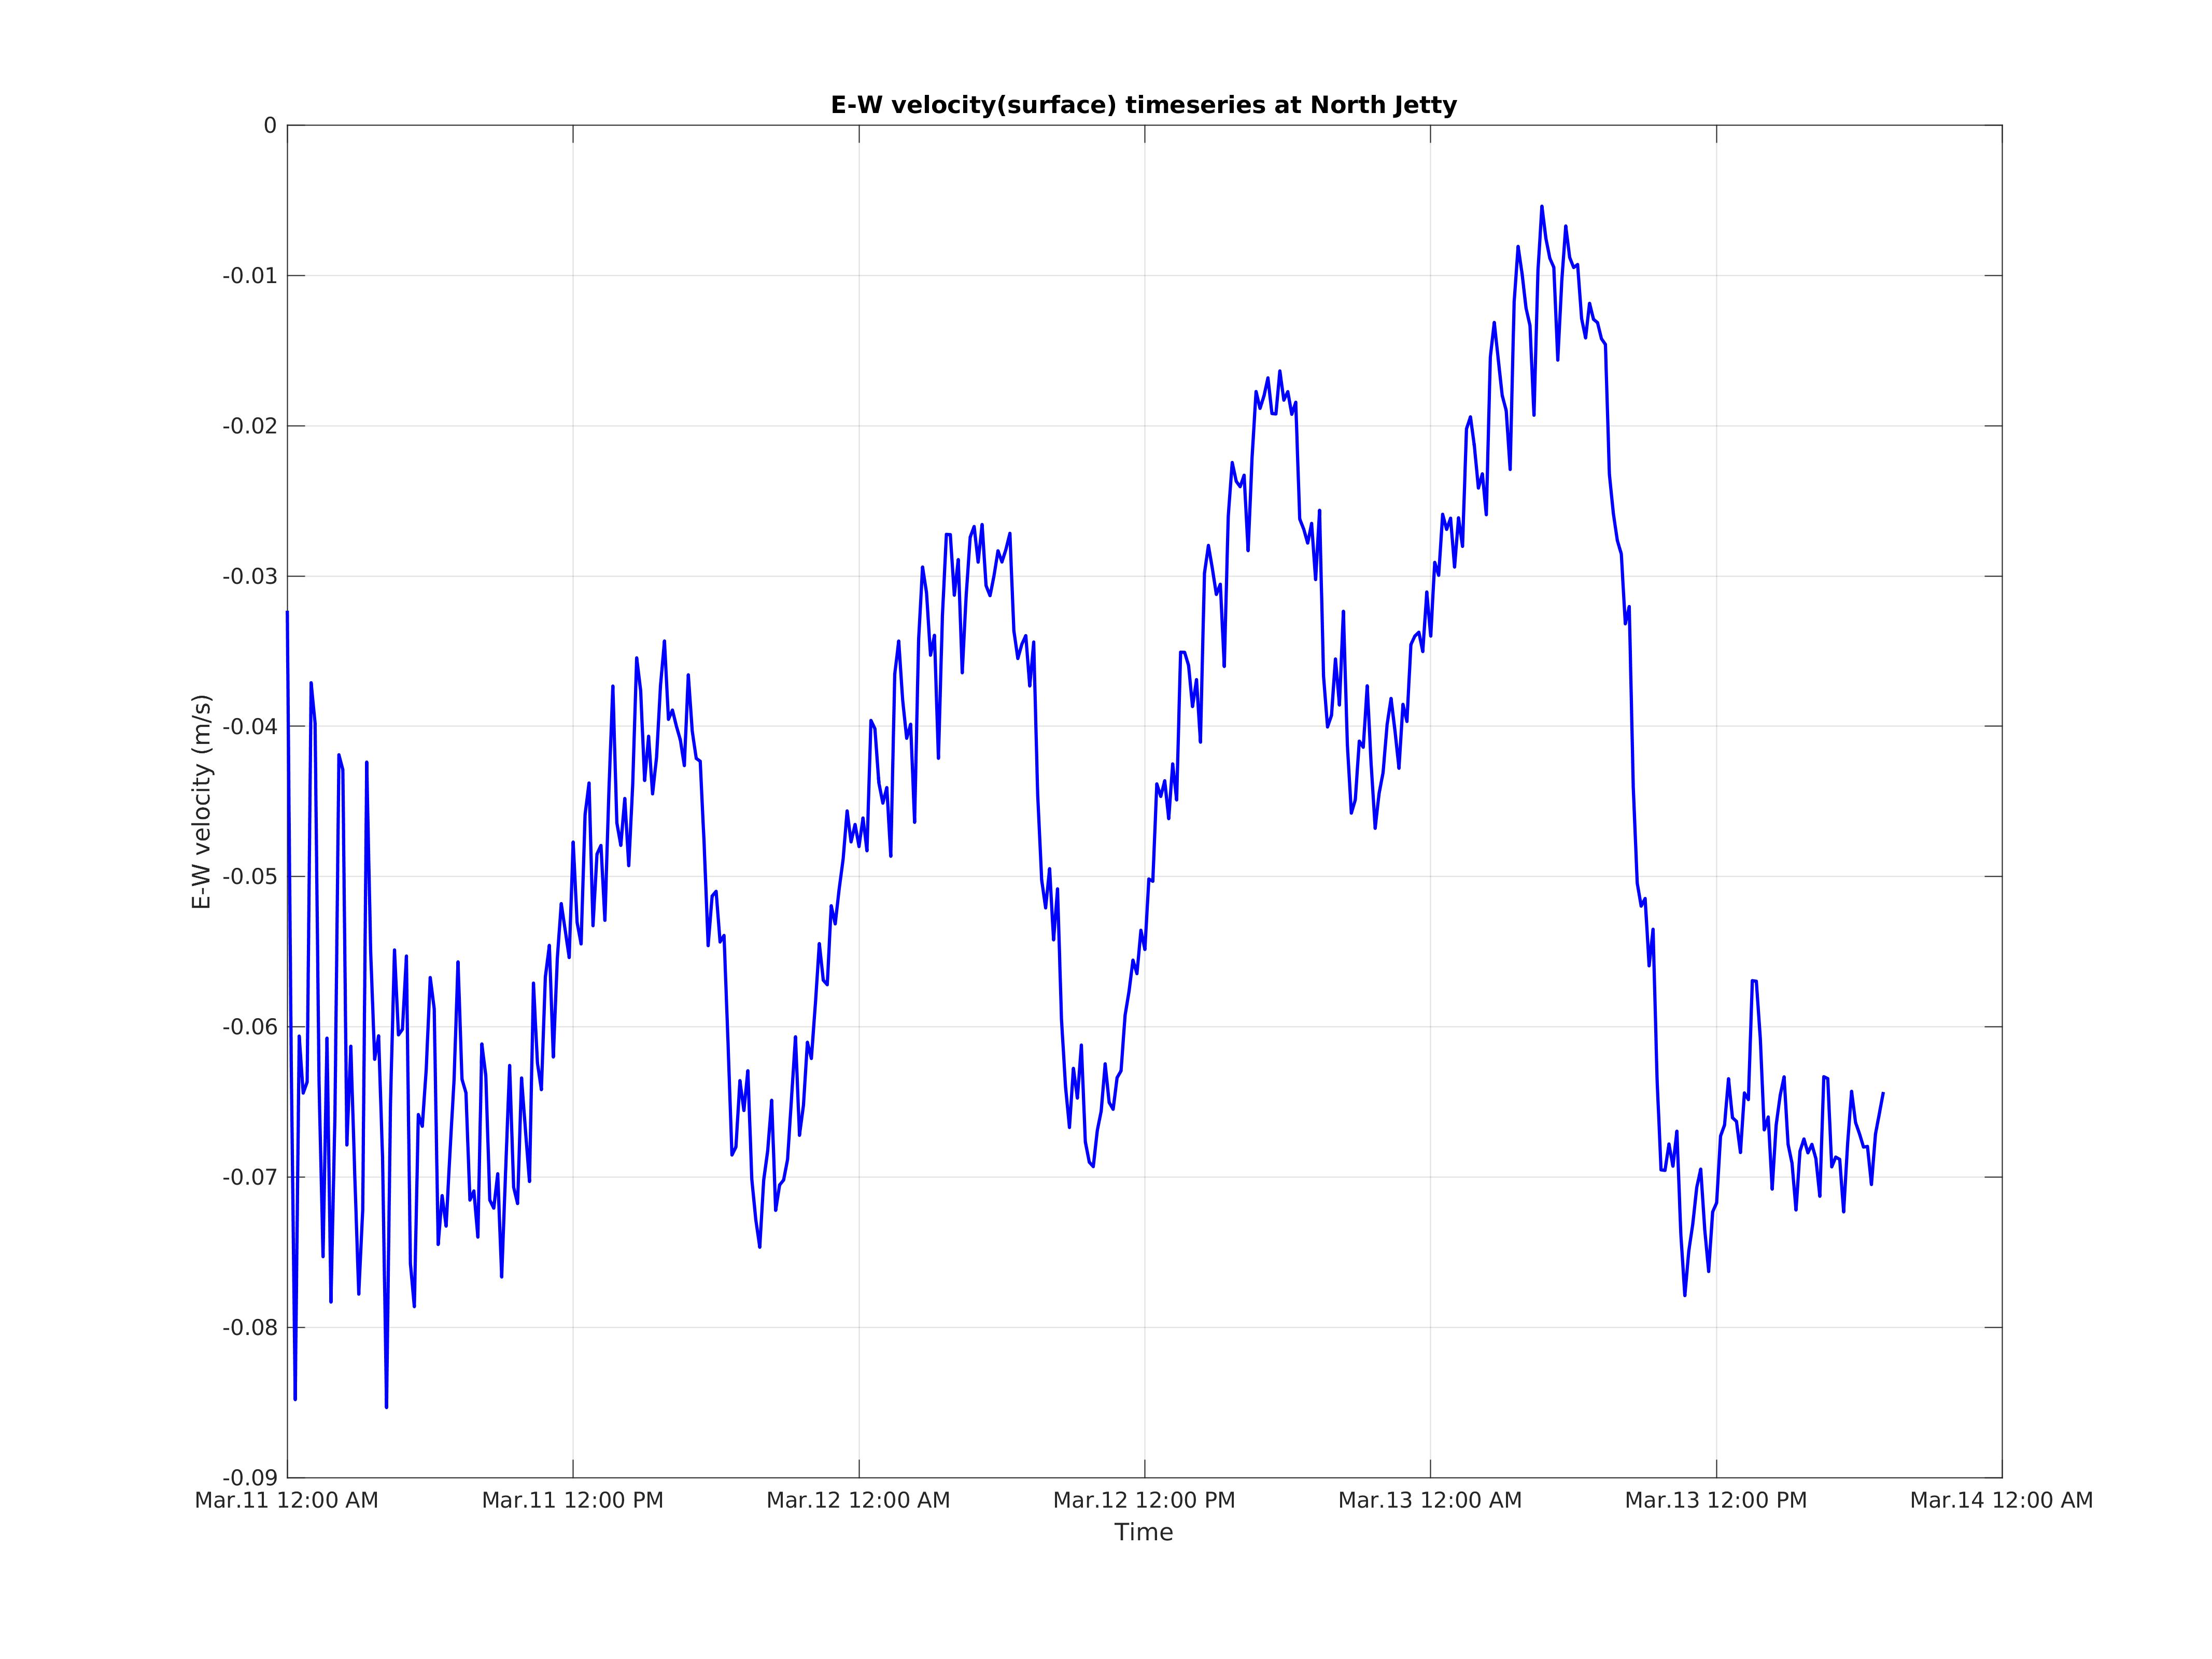 E-W velocity(surface) timeseries at North Jetty
0
-0.01
-0.02
-0.03
-0.04
-0.05
-0.06
-0.07
-0.08
-0.09
E-W velocity (m/s)
Mar.11 12:00 AM Mar.11 12:00 PM Mar.12 12:00 AM Mar.12 12:00 PM Mar.13 12:00 AM Mar.13 12:00 PM Mar.14 12:00 AM
Time